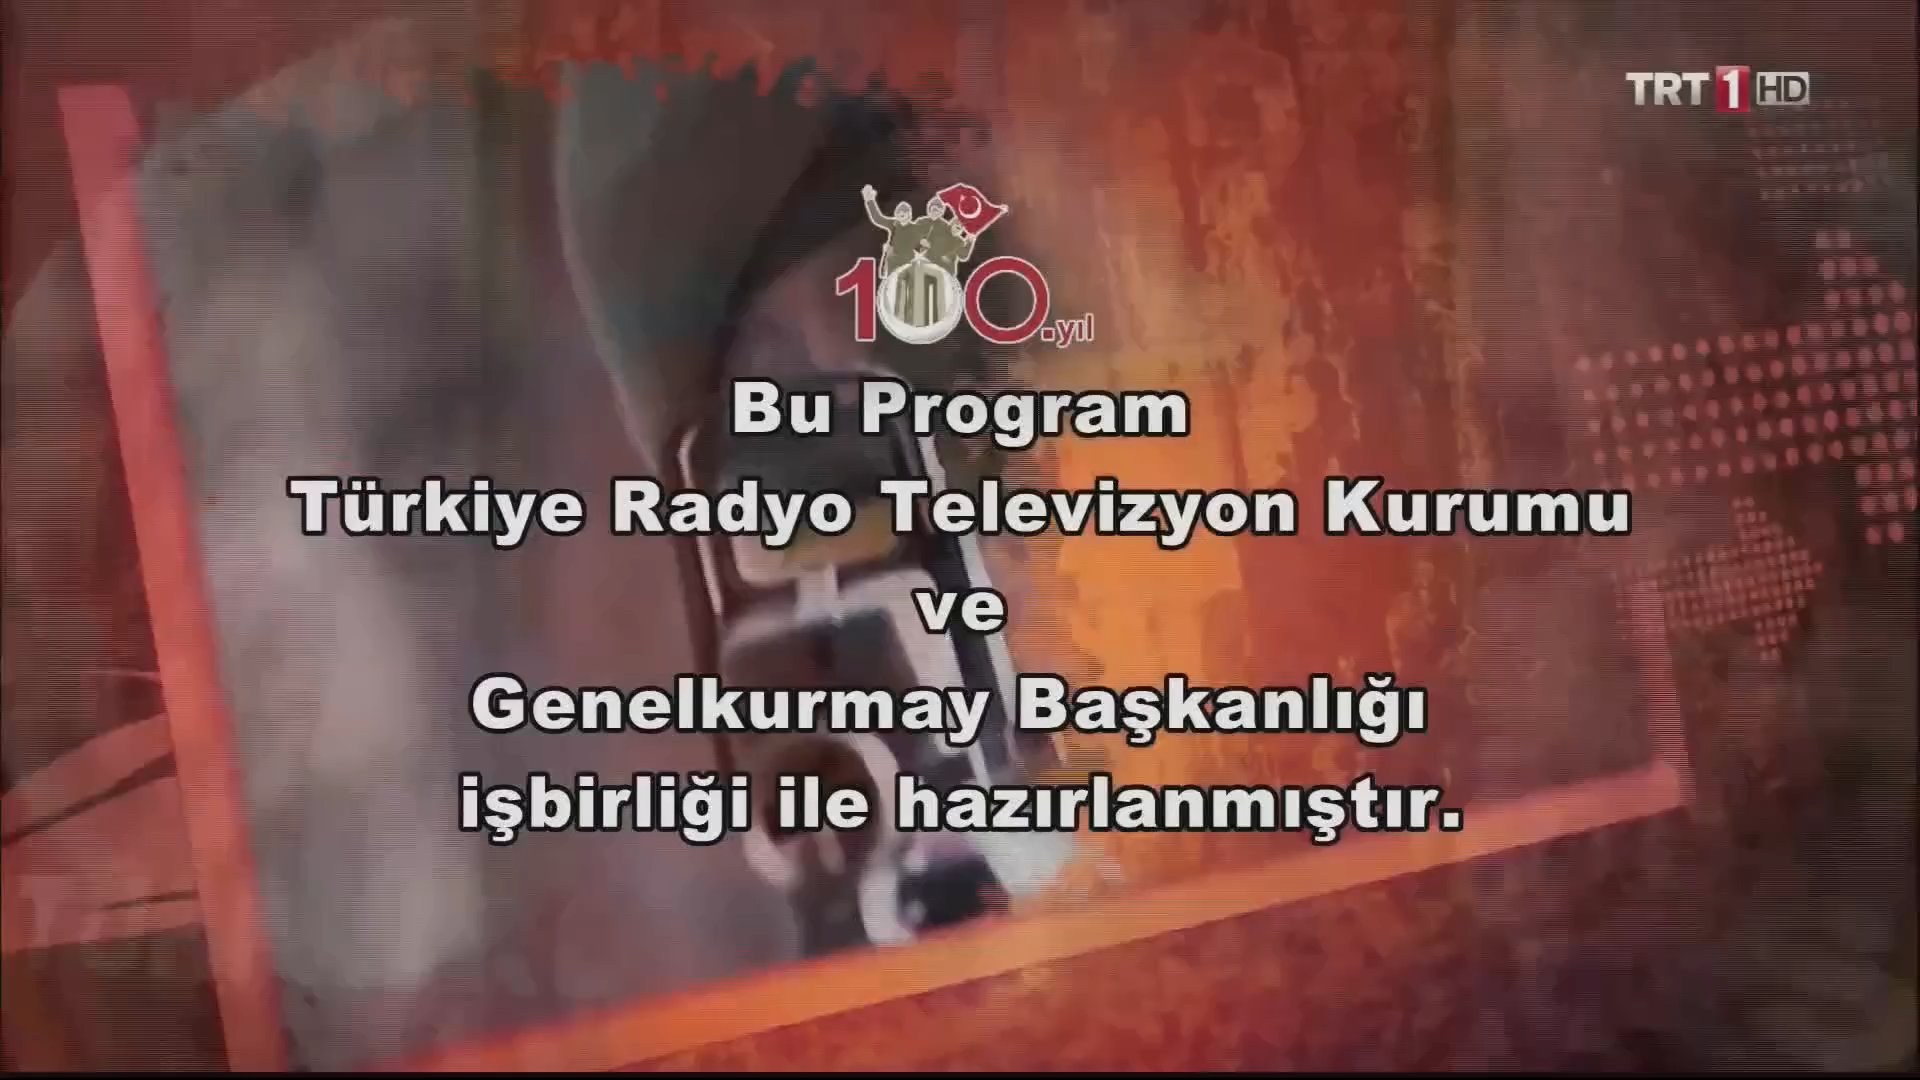 TRT 1 HD
100.yıl
Bu Program
Türkiye Radyo Televizyon Kurumu
ve
Genelkurmay Başkanlığı
işbirliği ile hazırlanmıştır.